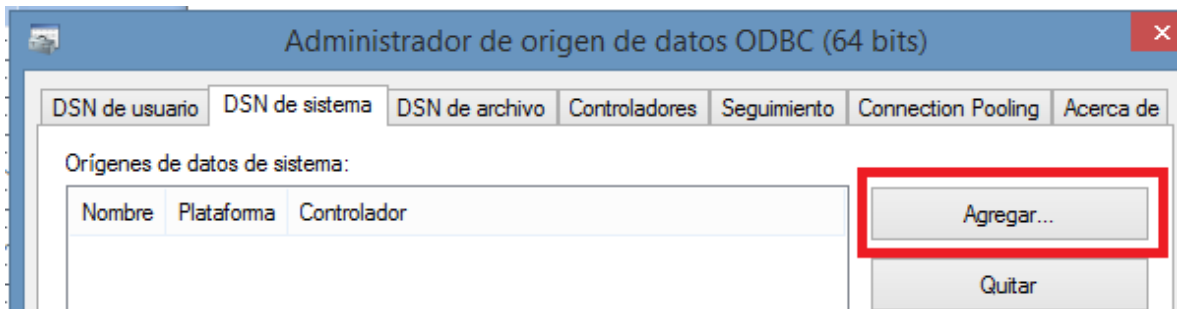 Administrador de origen de datos ODBC (64 bits)
DSN de usuario DSN de sistema DSN de archivo Controladores Seguimiento Connection Pooling Acerca de
Orígenes de datos de sistema:
Nombre Plataforma Controlador
Agregar...
Quitar